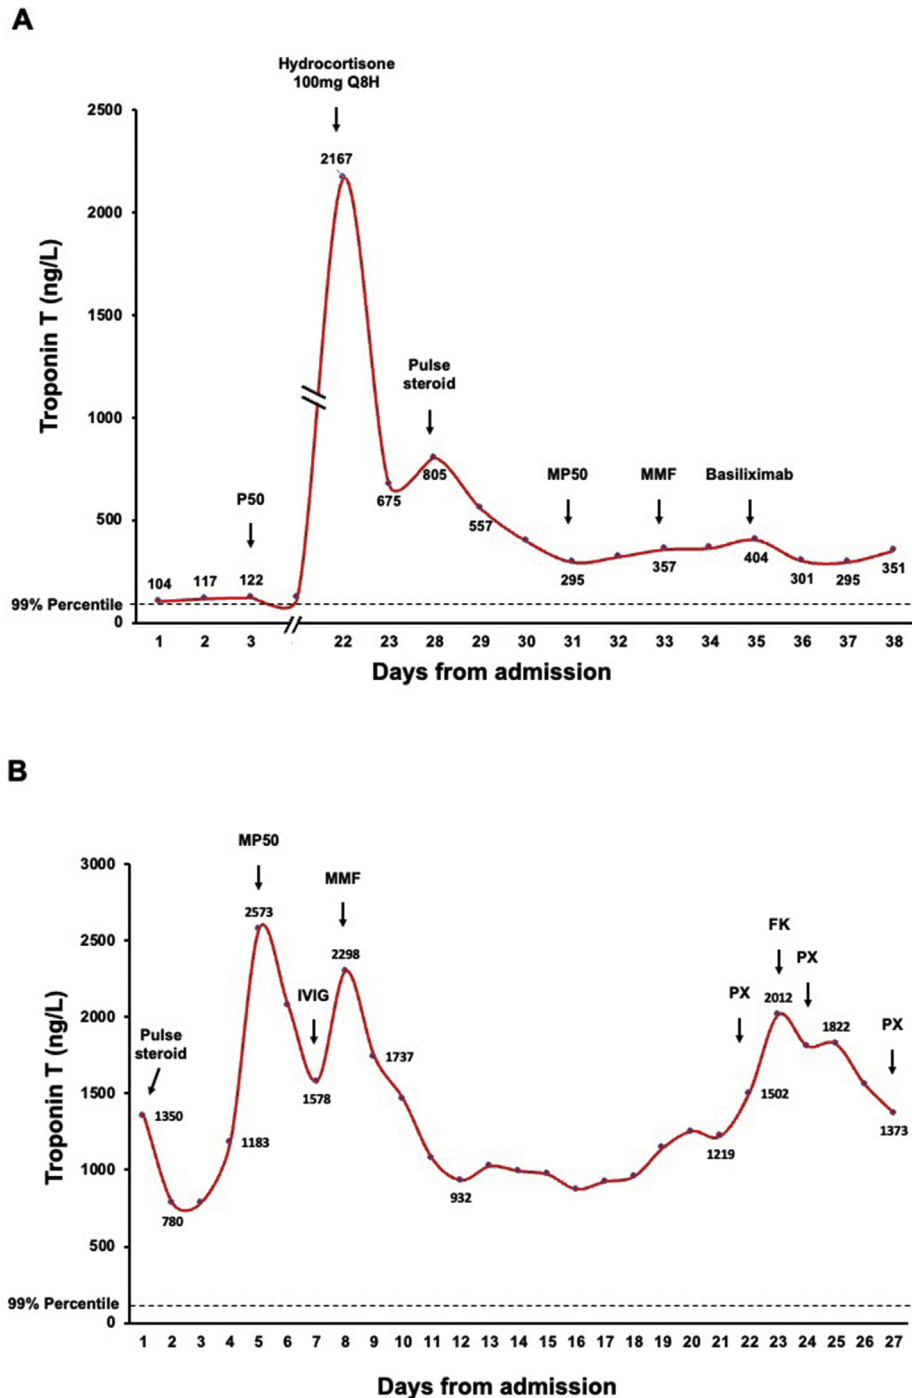 A
Hydrocortisone
100mg Q8H
2500
2167
2000
Troponin T (ng/L)
1500
Pulse
steroid
1000
805
675
P50
MP50
MMF
Basiliximab
500
557
404
357
351
295
301
295
104
117
122
99% Percentile
0
1 2 3 22 23 28 29 30 31 32 33 34 35 36 37 38
Days from admission
B
MP50
3000
MMF
2573
FK
2500
2298
PX
IVIG
PX
2012
PX
2000
Pulse
steroid
1822
Troponin T (ng/L)
1737
1578
1500
1502
1350
1373
1183
1219
1000
932
780
500
99% Percentile
0
1 2 3 4 5 6 7 8 9 10 11 12 13 14 15 16 17 18 19 20 21 22 23 24 25 26 27
Days from admission